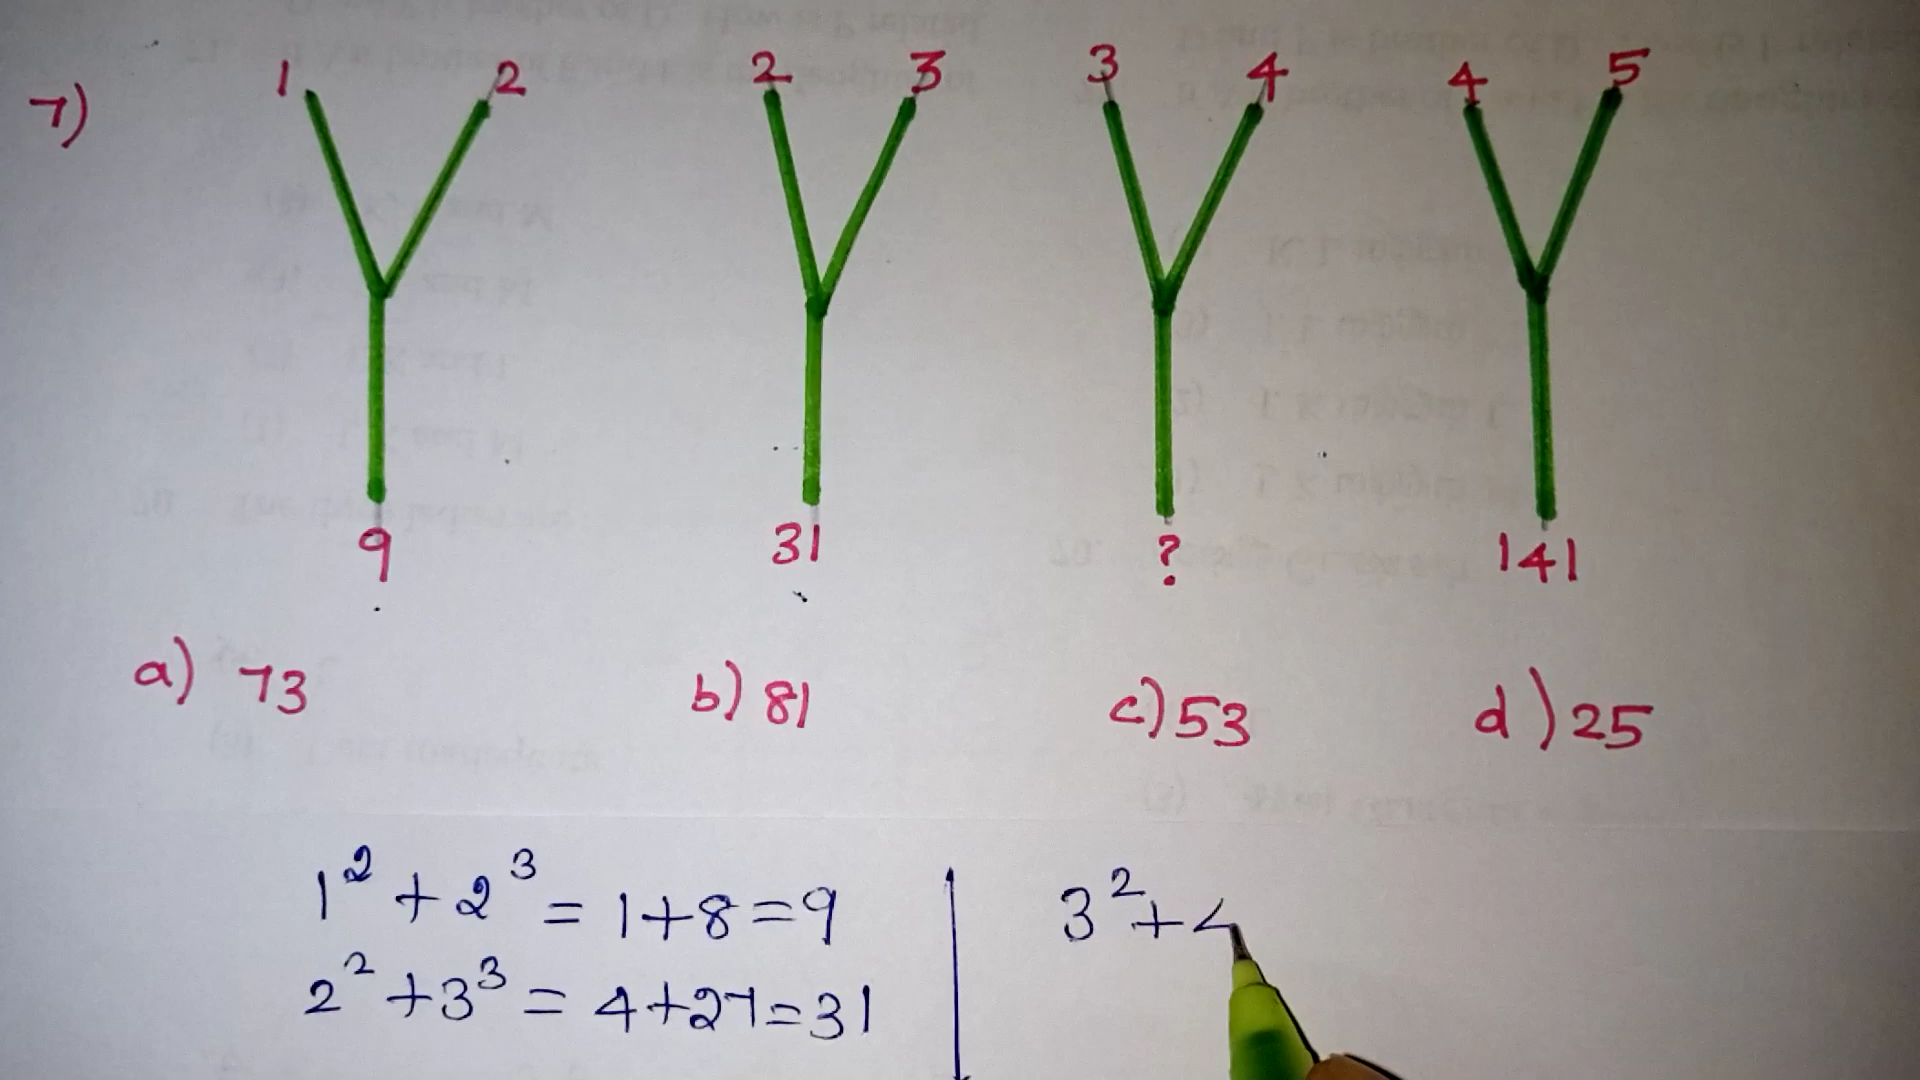 7) 1 2 2 3 3 4 4 5
9 31 ? 141
a) 73 b) 81 c) 53 d) 25
1² + 2³ = 1+8=9
2² + 3³ = 4+27=31
3² + 4